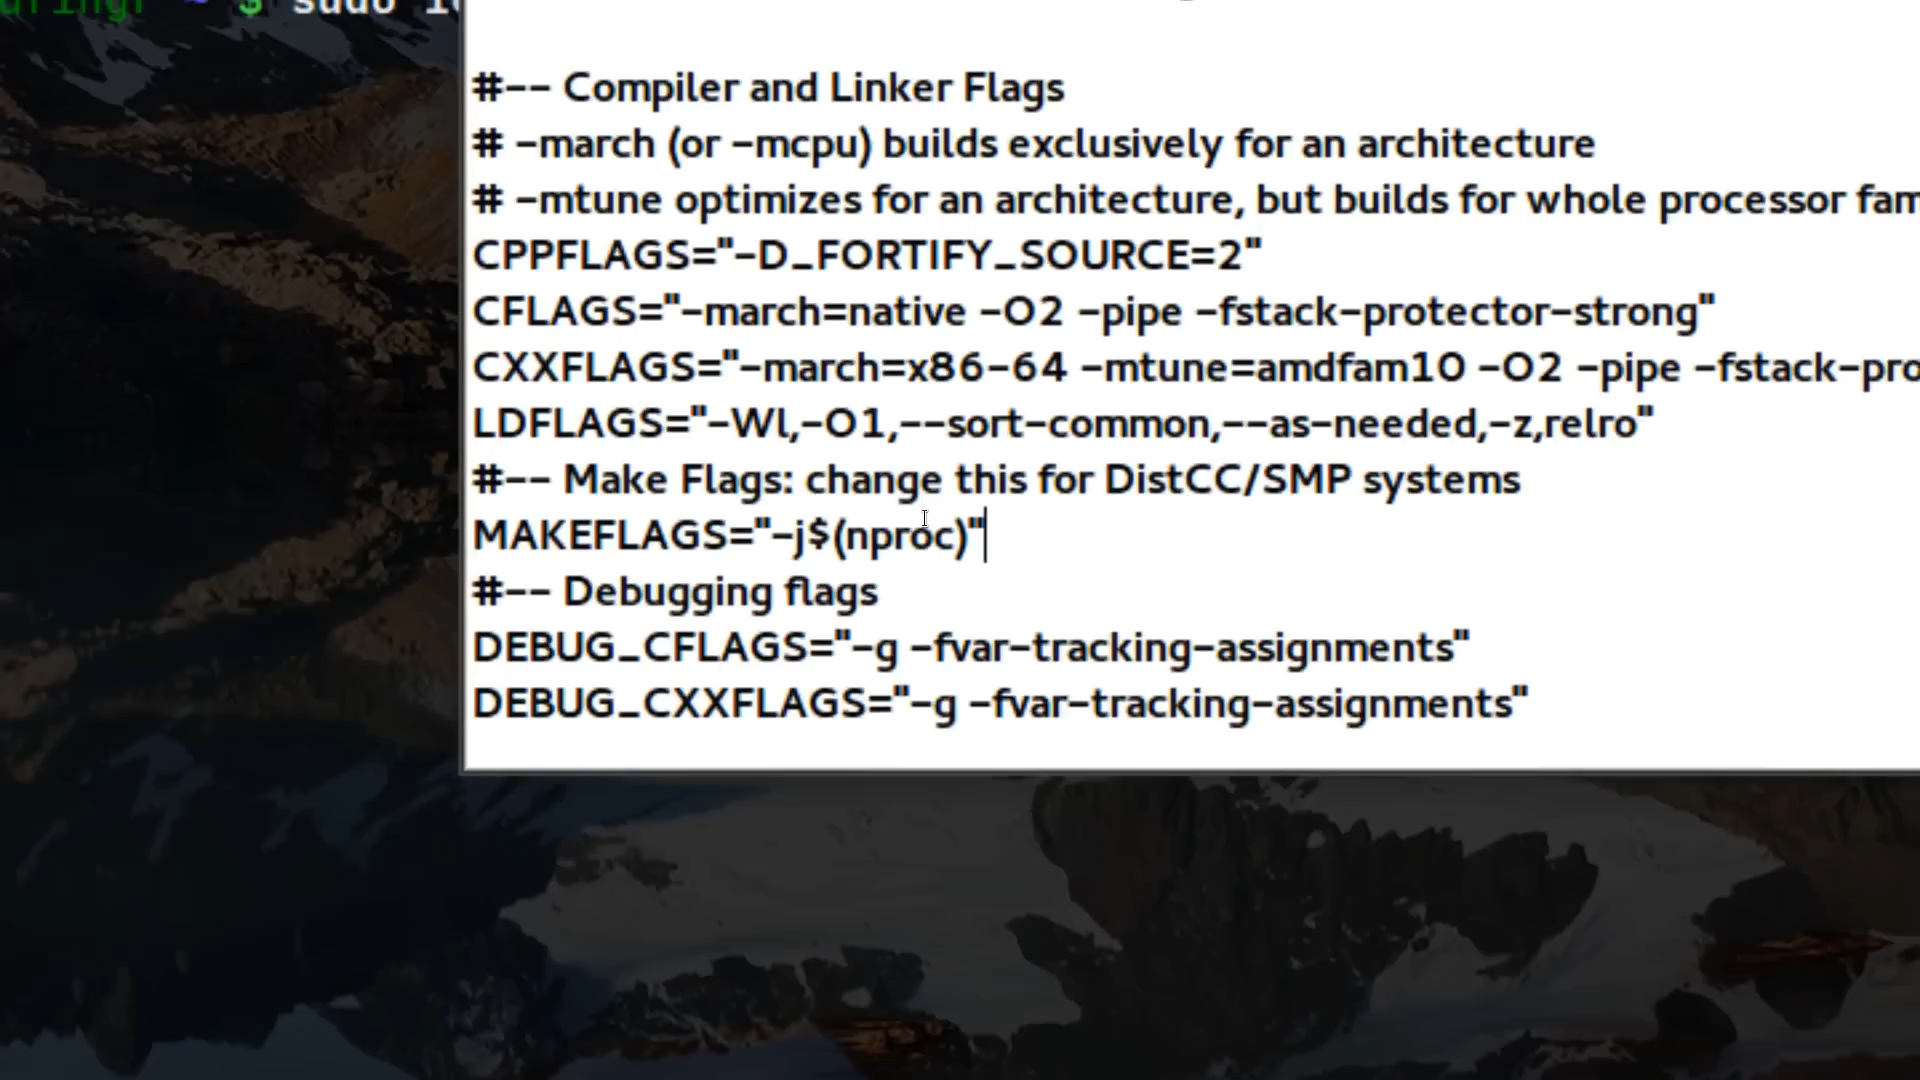 $ sudo
#-- Compiler and Linker Flags
# -march (or -mcpu) builds exclusively for an architecture
# -mtune optimizes for an architecture, but builds for whole processor fam
CPPFLAGS="-D_FORTIFY_SOURCE=2"
CFLAGS="-march=native -O2 -pipe -fstack-protector-strong"
CXXFLAGS="-march=x86-64 -mtune=amdfam10 -O2 -pipe -fstack-pro
LDFLAGS="-Wl,-O1,--sort-common,--as-needed,-z,relro"
#-- Make Flags: change this for DistCC/SMP systems
MAKEFLAGS="-j$(nproc)"
#-- Debugging flags
DEBUG_CFLAGS="-g -fvar-tracking-assignments"
DEBUG_CXXFLAGS="-g -fvar-tracking-assignments"